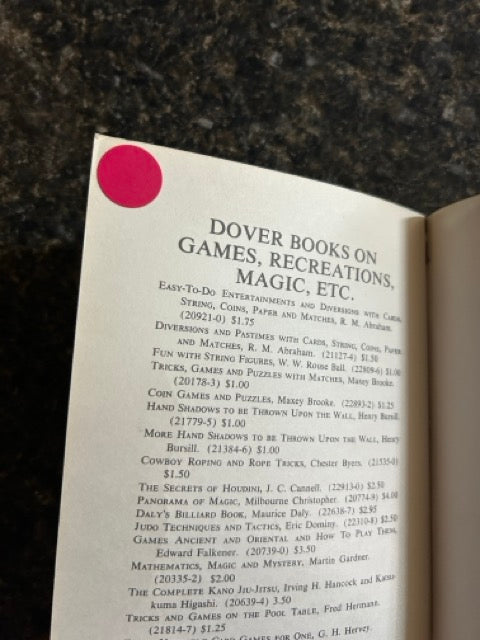 DOVER BOOKS ON
GAMES, RECREATIONS,
MAGIC, ETC.
EASY-TO-DO ENTERTAINMENTS AND DIVERSIONS WITH CARDS,
STRING, COINS, PAPER AND MATCHES, R. M. Abraham.
(20921-0) $1.75
DIVERSIONS AND PASTIMES WITH CARDS, STRING, COINS, PAPER
AND MATCHES, R. M. Abraham. (21127-4) $1.50
FUN WITH STRING FIGURES, W. W. Rouse Ball. (22809-6) $1.00
TRICKS, GAMES AND PUZZLES WITH MATCHES, Maxey Brooke.
(20178-3) $1.00
COIN GAMES AND PUZZLES, Maxey Brooke. (22893-2) $1.25
HAND SHADOWS TO BE THROWN UPON THE WALL, Henry Bursill.
(21779-5) $1.00
MORE HAND SHADOWS TO BE THROWN UPON THE WALL, Henry
Bursill. (21384-6) $1.00
COWBOY ROPING AND ROPE TRICKS, Chester Byers. (21535-0)
$1.50
THE SECRETS OF HOUDINI, J. C. Cannell. (22913-0) $2.50
PANORAMA OF MAGIC, Milbourne Christopher. (20774-9) $4.00
DALY'S BILLIARD BOOK, Maurice Daly. (22638-7) $2.95
JUDO TECHNIQUES AND TACTICS, Eric Dominy. (22310-8) $2.50
GAMES ANCIENT AND ORIENTAL AND HOW TO PLAY THEM,
Edward Falkener. (20739-0) $3.50
MATHEMATICS, MAGIC AND MYSTERY, Martin Gardner.
(20335-2) $2.00
THE COMPLETE KANO JIU-JITSU, Irving H. Hancock and Katsu-
kuma Higashi. (20639-4) 3.50
TRICKS AND GAMES ON THE POOL TABLE, Fred Hermann.
(21814-7) $1.25
CARD GAMES FOR ONE, G. H. Hervey.